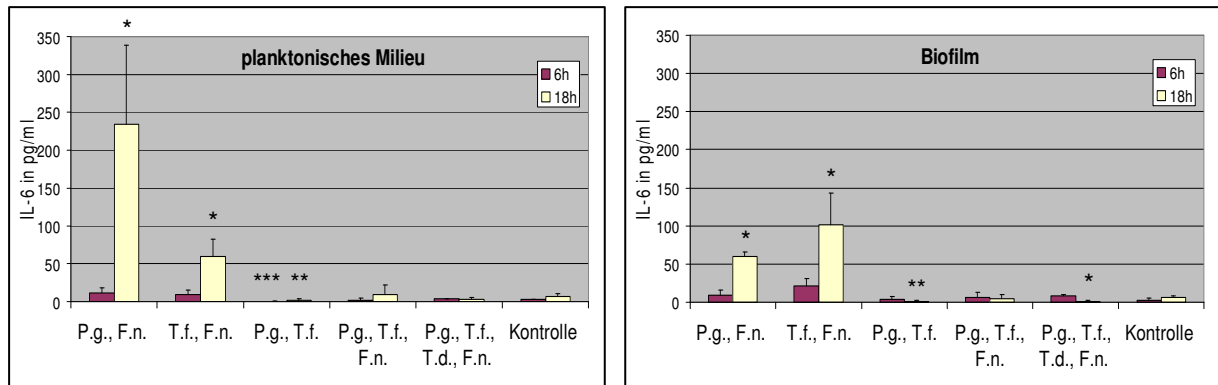 planktonisches Milieu
IL-6 in pg/ml
350
300
250
200
150
100
50
0
6h
18h
*
*
*** **
P.g., F.n.
T.f., F.n.
P.g., T.f.
P.g., T.f.,
F.n.
P.g., T.f.,
T.d., F.n.
Kontrolle
Biofilm
IL-6 in pg/ml
350
300
250
200
150
100
50
0
6h
18h
*
*
**
*
P.g., F.n.
T.f., F.n.
P.g., T.f.
P.g., T.f.,
F.n.
P.g., T.f.,
T.d., F.n.
Kontrolle